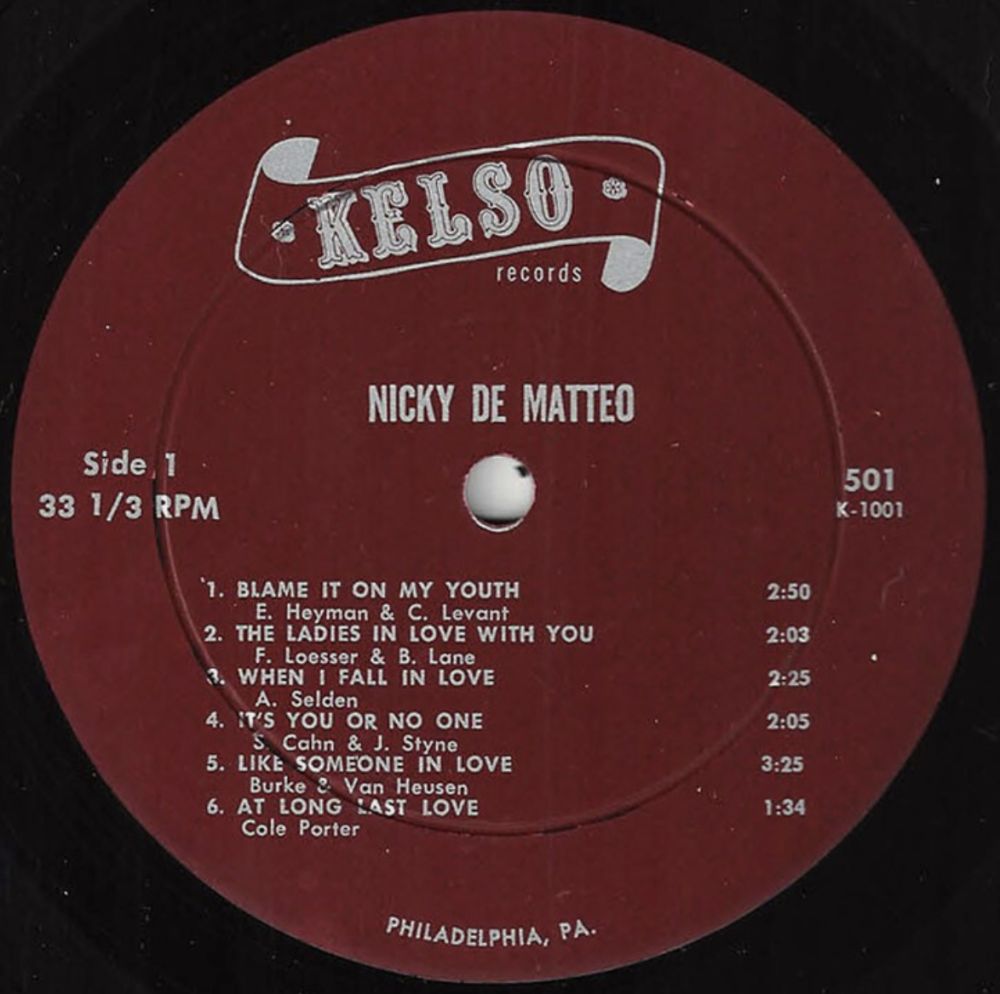 KELSO
records
NICKY DE MATTEO
Side 1
33 1/3 RPM
501
K-1001
1. BLAME IT ON MY YOUTH 2:50
E. Heyman & C. Levant
2. THE LADIES IN LOVE WITH YOU 2:03
F. Loesser & B. Lane
3. WHEN I FALL IN LOVE 2:25
A. Selden
4. IT'S YOU OR NO ONE 2:05
S. Cahn & J. Styne
5. LIKE SOMEONE IN LOVE 3:25
Burke & Van Heusen
6. AT LONG LAST LOVE 1:34
Cole Porter
PHILADELPHIA, PA.